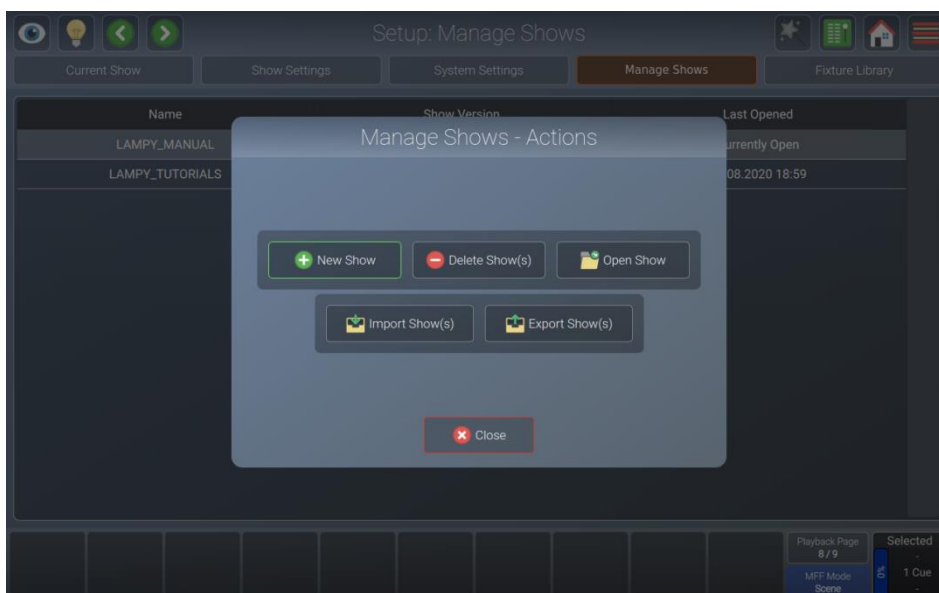 Setup: Manage Shows
Current Show
Show Settings
System Settings
Manage Shows
Fixture Library
Name
Show Version
Last Opened
Manage Shows - Actions
LAMPY_MANUAL
urrently Open
LAMPY_TUTORIALS
08.2020 18:59
New Show
Delete Show(s)
Open Show
Import Show(s)
Export Show(s)
Close
Playback Page
8 / 9
MFF Mode
Scene
0%
Selected
-
1 Cue
-